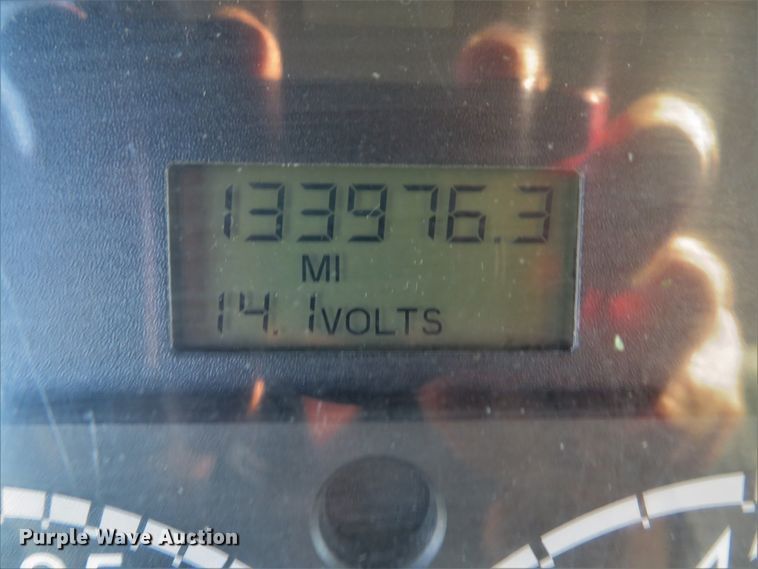 133976.3
MI
14.1VOLTS
Purple Wave Auction